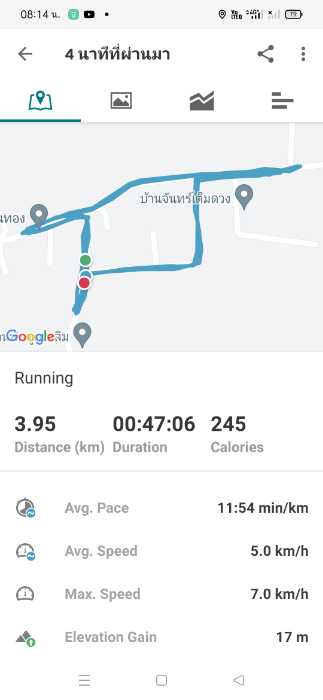 08:14 น.
79
4 นาทีที่ผ่านมา
บ้านจันทร์เต็มดวง
นทอง
Google
Running
3.95 00:47:06 245
Distance (km) Duration Calories
Avg. Pace 11:54 min/km
Avg. Speed 5.0 km/h
Max. Speed 7.0 km/h
Elevation Gain 17 m